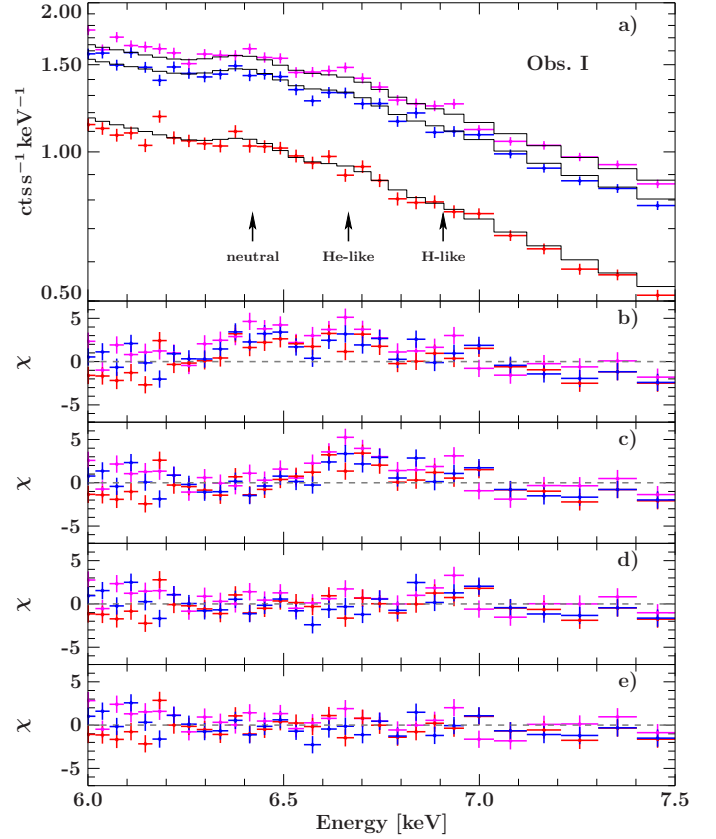 2.00
a)
1.50
Obs. I
1.00
ctss⁻¹ keV⁻¹
neutral
He-like
H-like
0.50
b)
5
0
-5
χ
c)
5
0
-5
χ
d)
5
0
-5
χ
e)
5
0
-5
χ
6.0
6.5
7.0
7.5
Energy [keV]